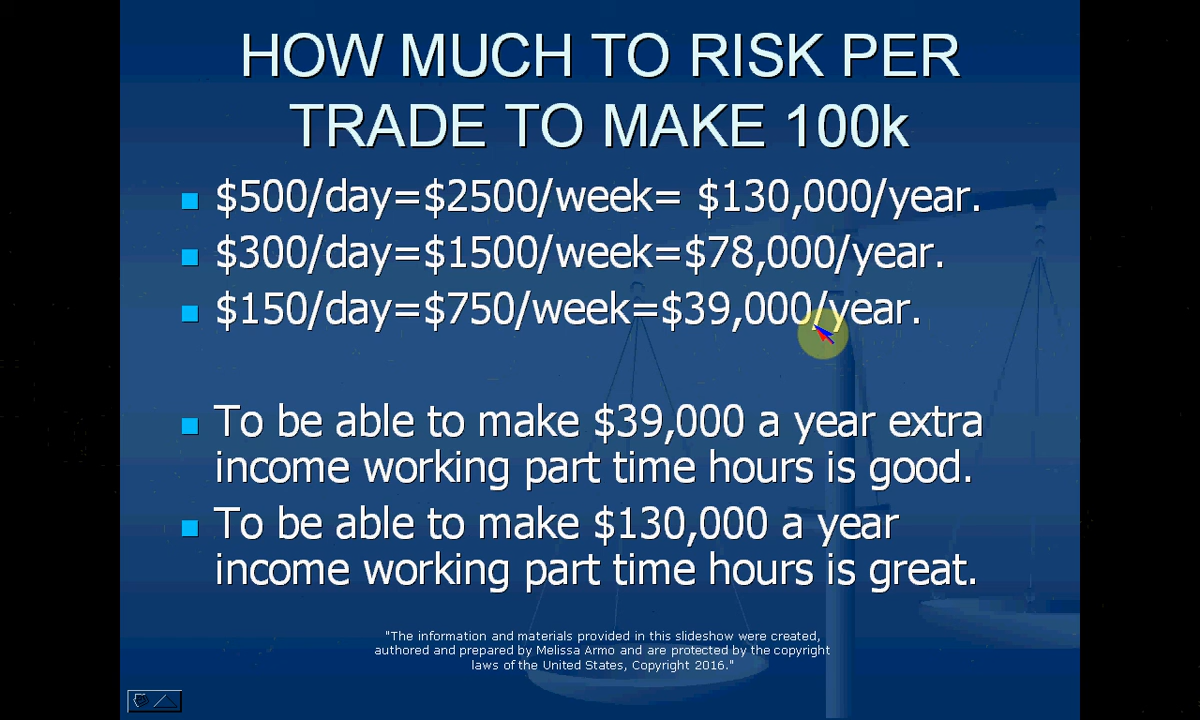 HOW MUCH TO RISK PER
TRADE TO MAKE 100k
$500/day=$2500/week= $130,000/year.
$300/day=$1500/week=$78,000/year.
$150/day=$750/week=$39,000/year.
To be able to make $39,000 a year extra
income working part time hours is good.
To be able to make $130,000 a year
income working part time hours is great.
"The information and materials provided in this slideshow were created,
authored and prepared by Melissa Armo and are protected by the copyright
laws of the United States, Copyright 2016."